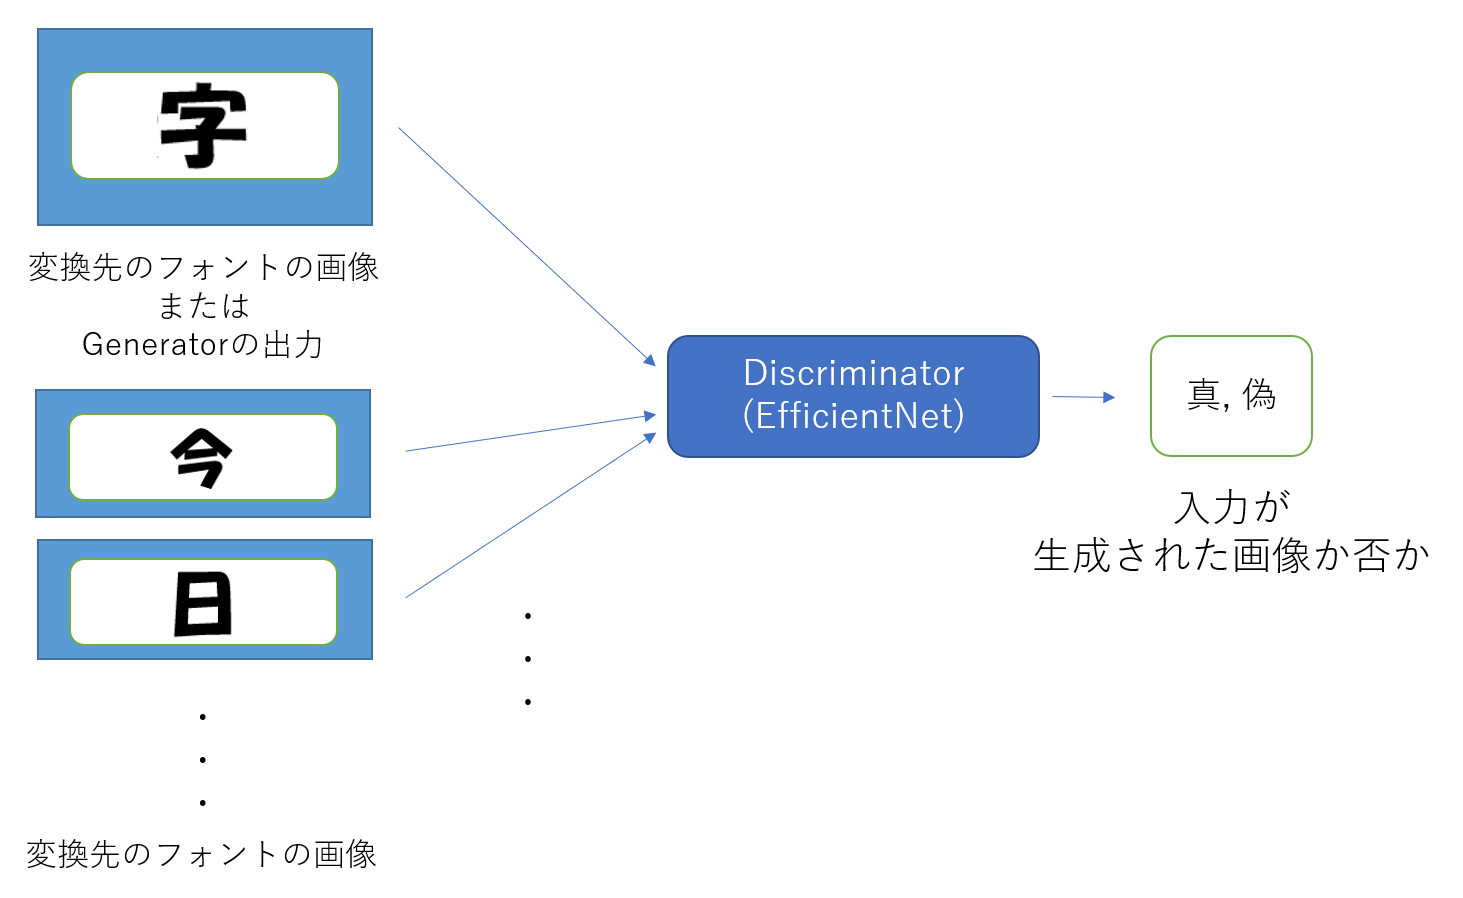 字
変換先のフォントの画像
または
Generatorの出力
今
日
・
・
・
変換先のフォントの画像
・
・
・
Discriminator
(EfficientNet)
真, 偽
入力が
生成された画像か否か